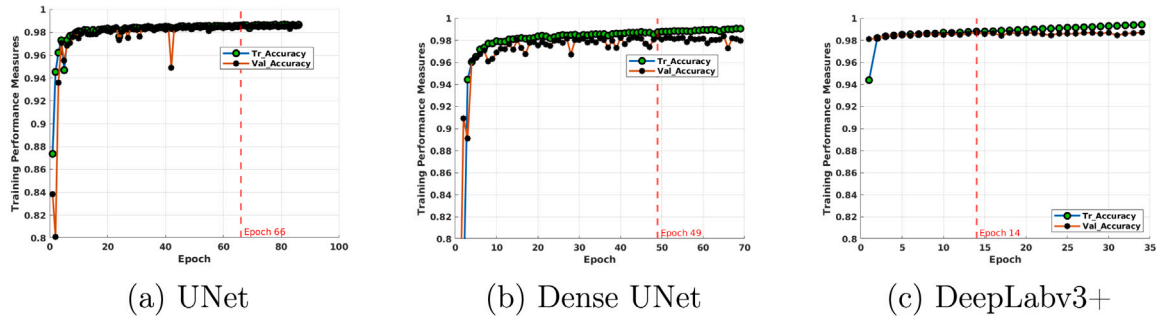 Training Performance Measures
1
0.98
0.96
0.94
0.92
0.9
0.88
0.86
0.84
0.82
0.8
Tr_Accuracy
Val_Accuracy
Epoch 66
0 20 40 60 80 100
Epoch
(a) UNet
Training Performance Measures
1
0.98
0.96
0.94
0.92
0.9
0.88
0.86
0.84
0.82
0.8
Tr_Accuracy
Val_Accuracy
Epoch 49
0 10 20 30 40 50 60 70
Epoch
(b) Dense UNet
Training Performance Measures
1
0.98
0.96
0.94
0.92
0.9
0.88
0.86
0.84
0.82
0.8
Tr_Accuracy
Val_Accuracy
Epoch 14
0 5 10 15 20 25 30 35
Epoch
(c) DeepLabv3+